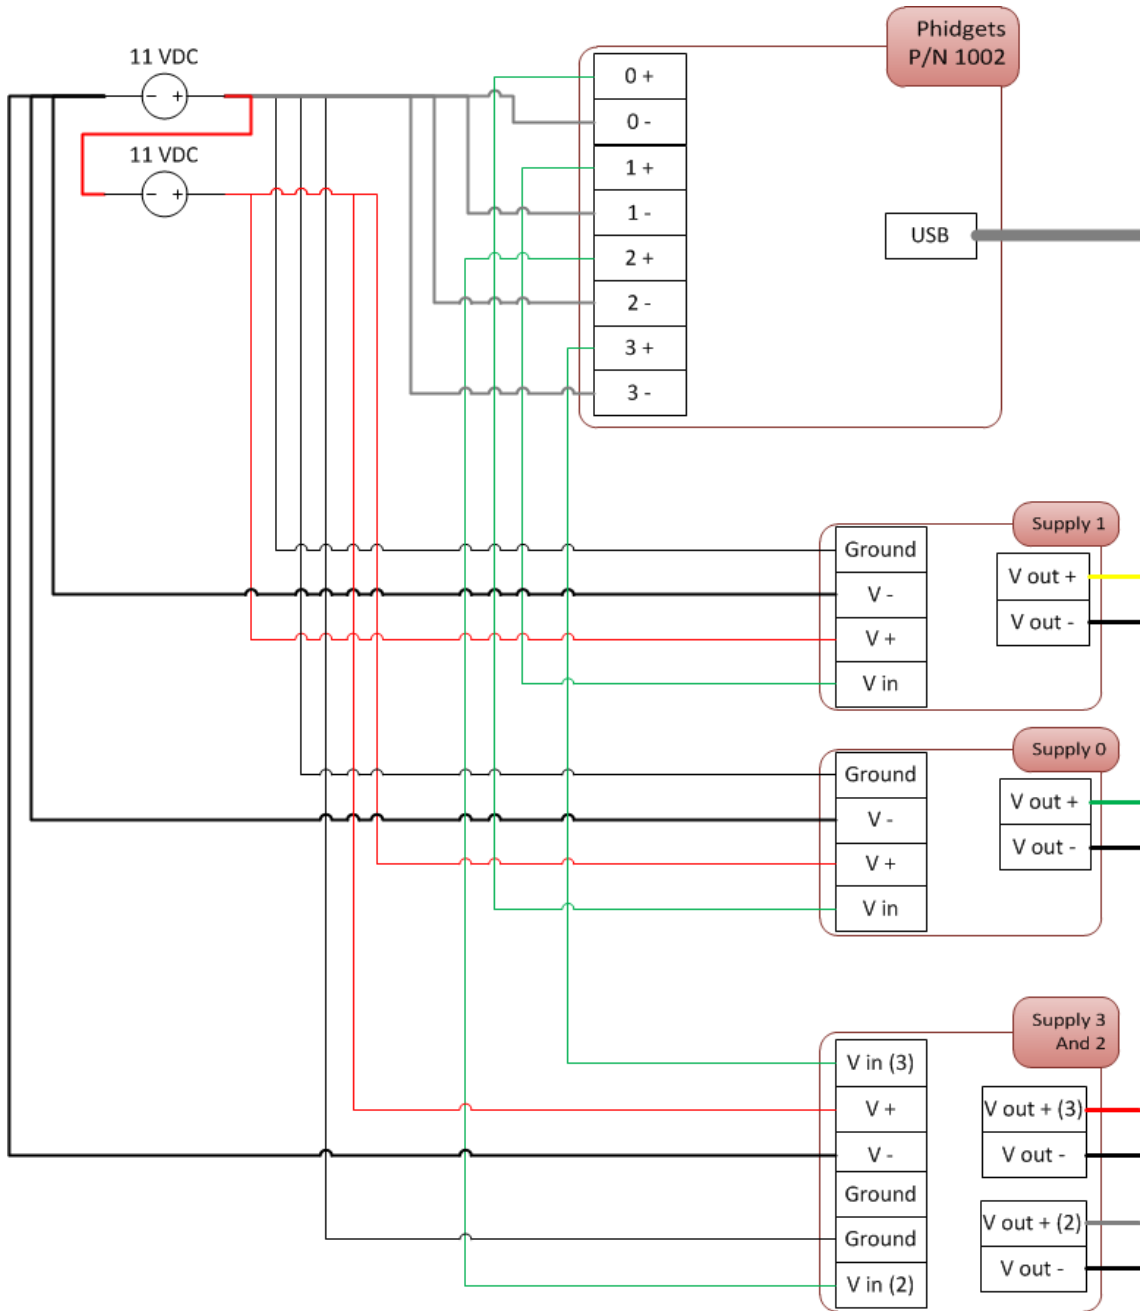 Phidgets
P/N 1002
11 VDC
− +
11 VDC
− +
0 +
0 -
1 +
1 -
2 +
2 -
3 +
3 -
USB
Supply 1
Ground
V -
V +
V in
V out +
V out -
Supply 0
Ground
V -
V +
V in
V out +
V out -
Supply 3
And 2
V in (3)
V +
V -
Ground
Ground
V in (2)
V out + (3)
V out -
V out + (2)
V out -